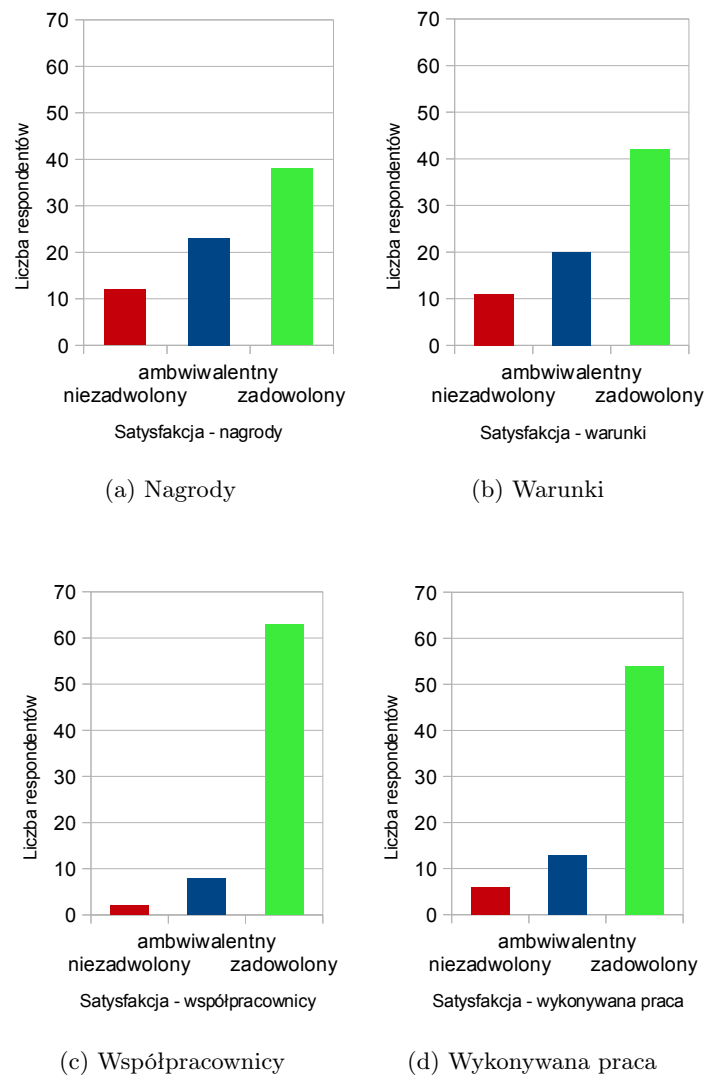 70
60
50
40
30
20
10
0
Liczba respondentów
ambwiwalentny
niezadwolony zadowolony
Satysfakcja - nagrody
(a) Nagrody
70
60
50
40
30
20
10
0
Liczba respondentów
ambwiwalentny
niezadwolony zadowolony
Satysfakcja - warunki
(b) Warunki
70
60
50
40
30
20
10
0
Liczba respondentów
ambwiwalentny
niezadwolony zadowolony
Satysfakcja - współpracownicy
(c) Współpracownicy
70
60
50
40
30
20
10
0
Liczba respondentów
ambwiwalentny
niezadwolony zadowolony
Satysfakcja - wykonywana praca
(d) Wykonywana praca